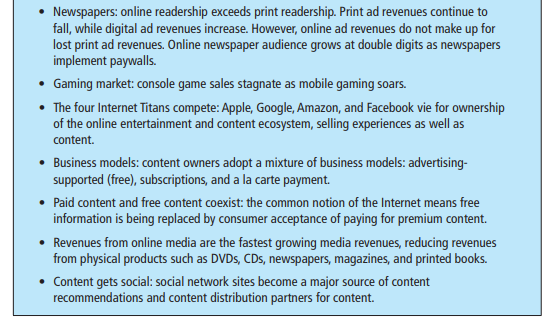 • Newspapers: online readership exceeds print readership. Print ad revenues continue to
fall, while digital ad revenues increase. However, online ad revenues do not make up for
lost print ad revenues. Online newspaper audience grows at double digits as newspapers
implement paywalls.
• Gaming market: console game sales stagnate as mobile gaming soars.
• The four Internet Titans compete: Apple, Google, Amazon, and Facebook vie for ownership
of the online entertainment and content ecosystem, selling experiences as well as
content.
• Business models: content owners adopt a mixture of business models: advertising-
supported (free), subscriptions, and a la carte payment.
• Paid content and free content coexist: the common notion of the Internet means free
information is being replaced by consumer acceptance of paying for premium content.
• Revenues from online media are the fastest growing media revenues, reducing revenues
from physical products such as DVDs, CDs, newspapers, magazines, and printed books.
• Content gets social: social network sites become a major source of content
recommendations and content distribution partners for content.